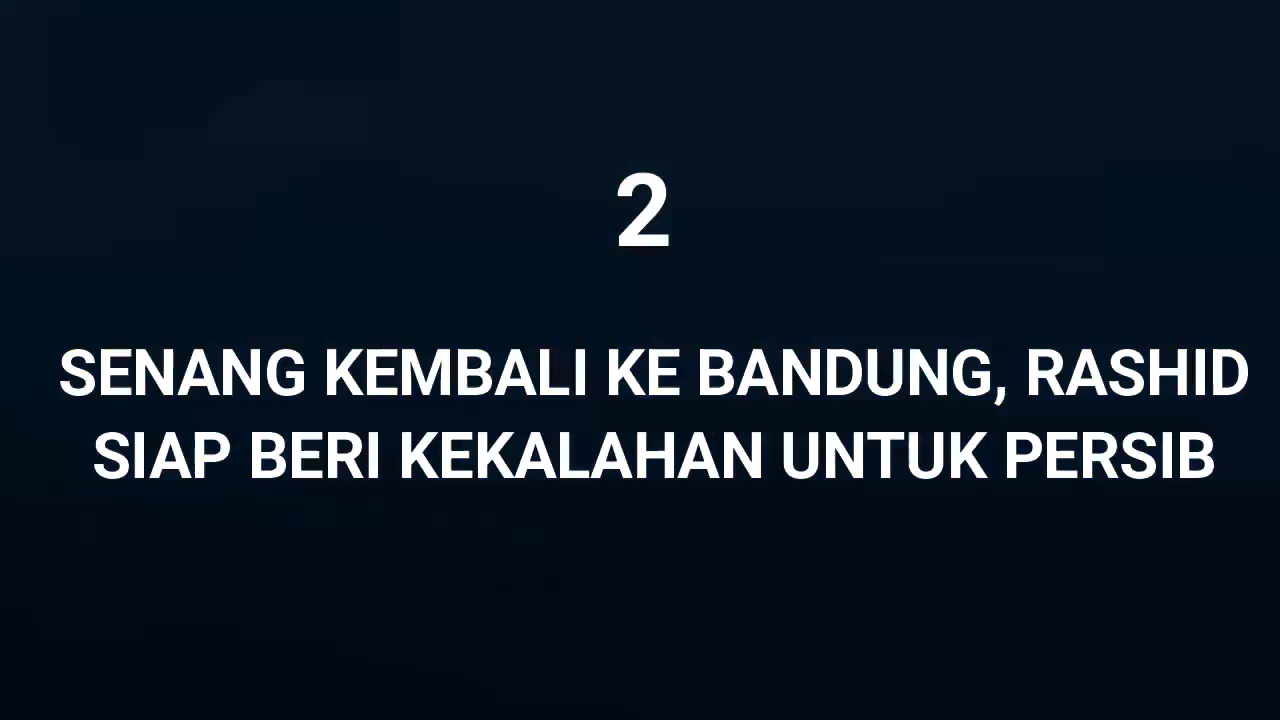 2
SENANG KEMBALI KE BANDUNG, RASHID
SIAP BERI KEKALAHAN UNTUK PERSIB